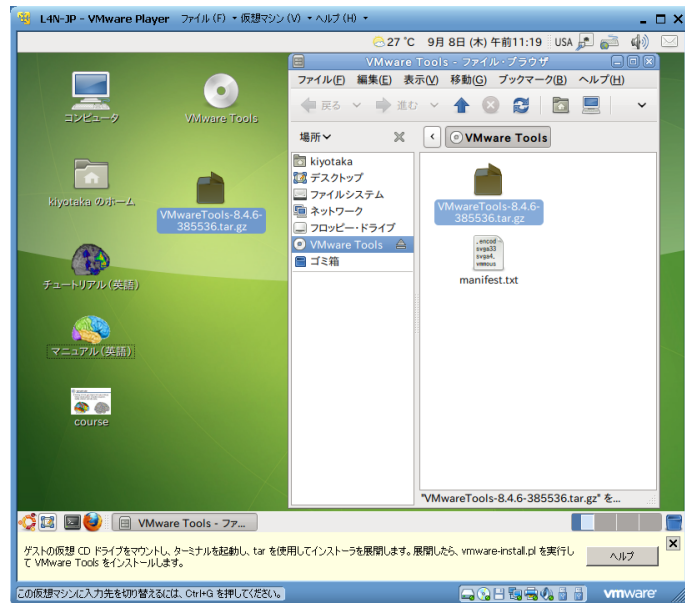 L4N-JP - VMware Player ファイル(F) 仮想マシン(V) ヘルプ(H)
27 °C 9月 8日 (木) 午前11:19 USA
VMware Tools - ファイル・ブラウザ
ファイル(F) 編集(E) 表示(V) 移動(G) ブックマーク(B) ヘルプ(H)
戻る 進む
場所 VMware Tools
kiyotaka
デスクトップ
ファイルシステム
ネットワーク
フロッピー・ドライブ
VMware Tools
ゴミ箱
VMwareTools-8.4.6-
385536.tar.gz
.encod
svga33
svga4,
vmmous
manifest.txt
"VMwareTools-8.4.6-385536.tar.gz" を...
コンピュータ
VMware Tools
kiyotaka のホーム
VMwareTools-8.4.6-
385536.tar.gz
チュートリアル(英語)
マニュアル(英語)
course
VMware Tools - ファ...
ゲストの仮想 CD ドライブをマウントし、ターミナルを起動し、tar を使用してインストーラを展開します。展開したら、vmware-install.pl を実行し
て VMware Tools をインストールします。
ヘルプ
この仮想マシンに入力先を切り替えるには、Ctrl+G を押してください。
vmware